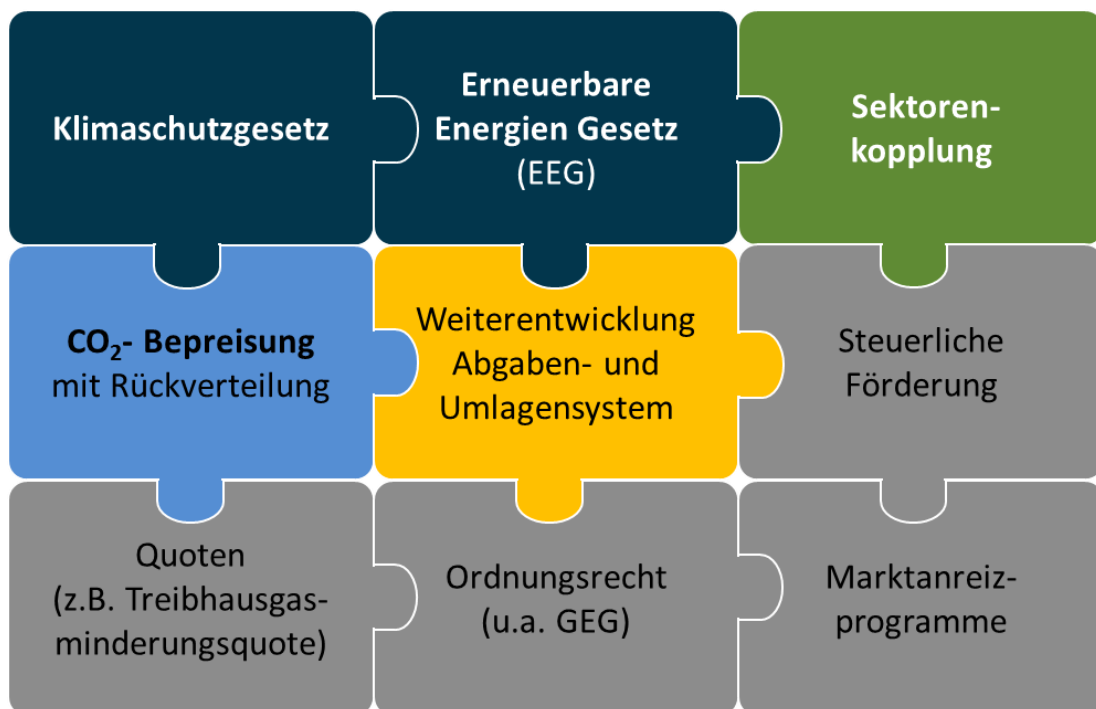 Klimaschutzgesetz
Erneuerbare
Energien Gesetz
(EEG)
Sektoren-
kopplung
CO₂- Bepreisung
mit Rückverteilung
Weiterentwicklung
Abgaben- und
Umlagensystem
Steuerliche
Förderung
Quoten
(z.B. Treibhausgas-
minderungsquote)
Ordnungsrecht
(u.a. GEG)
Marktanreiz-
programme